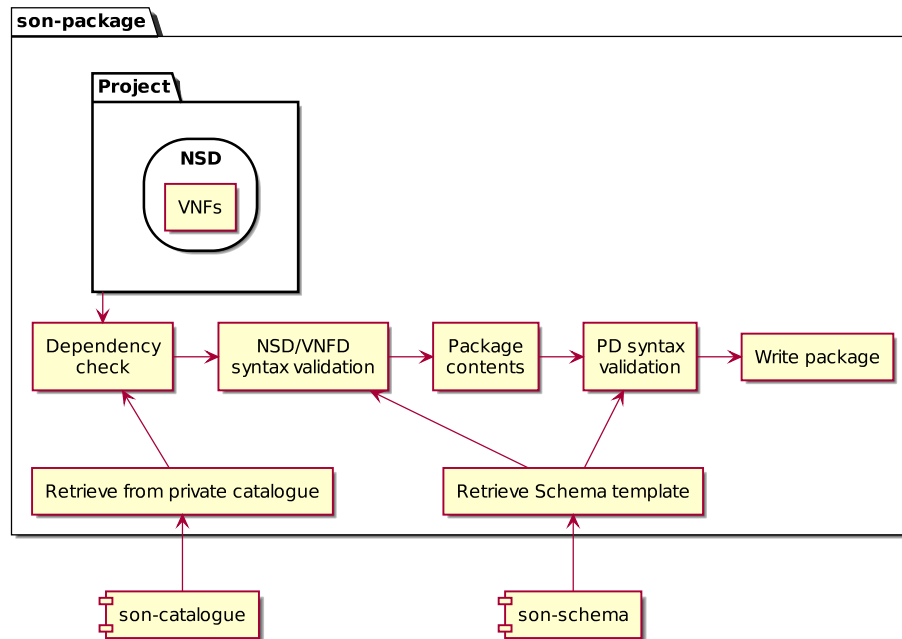 son-package
Project
NSD
VNFs
Dependency
check
NSD/VNFD
syntax validation
Package
contents
PD syntax
validation
Write package
Retrieve from private catalogue
Retrieve Schema template
son-catalogue
son-schema